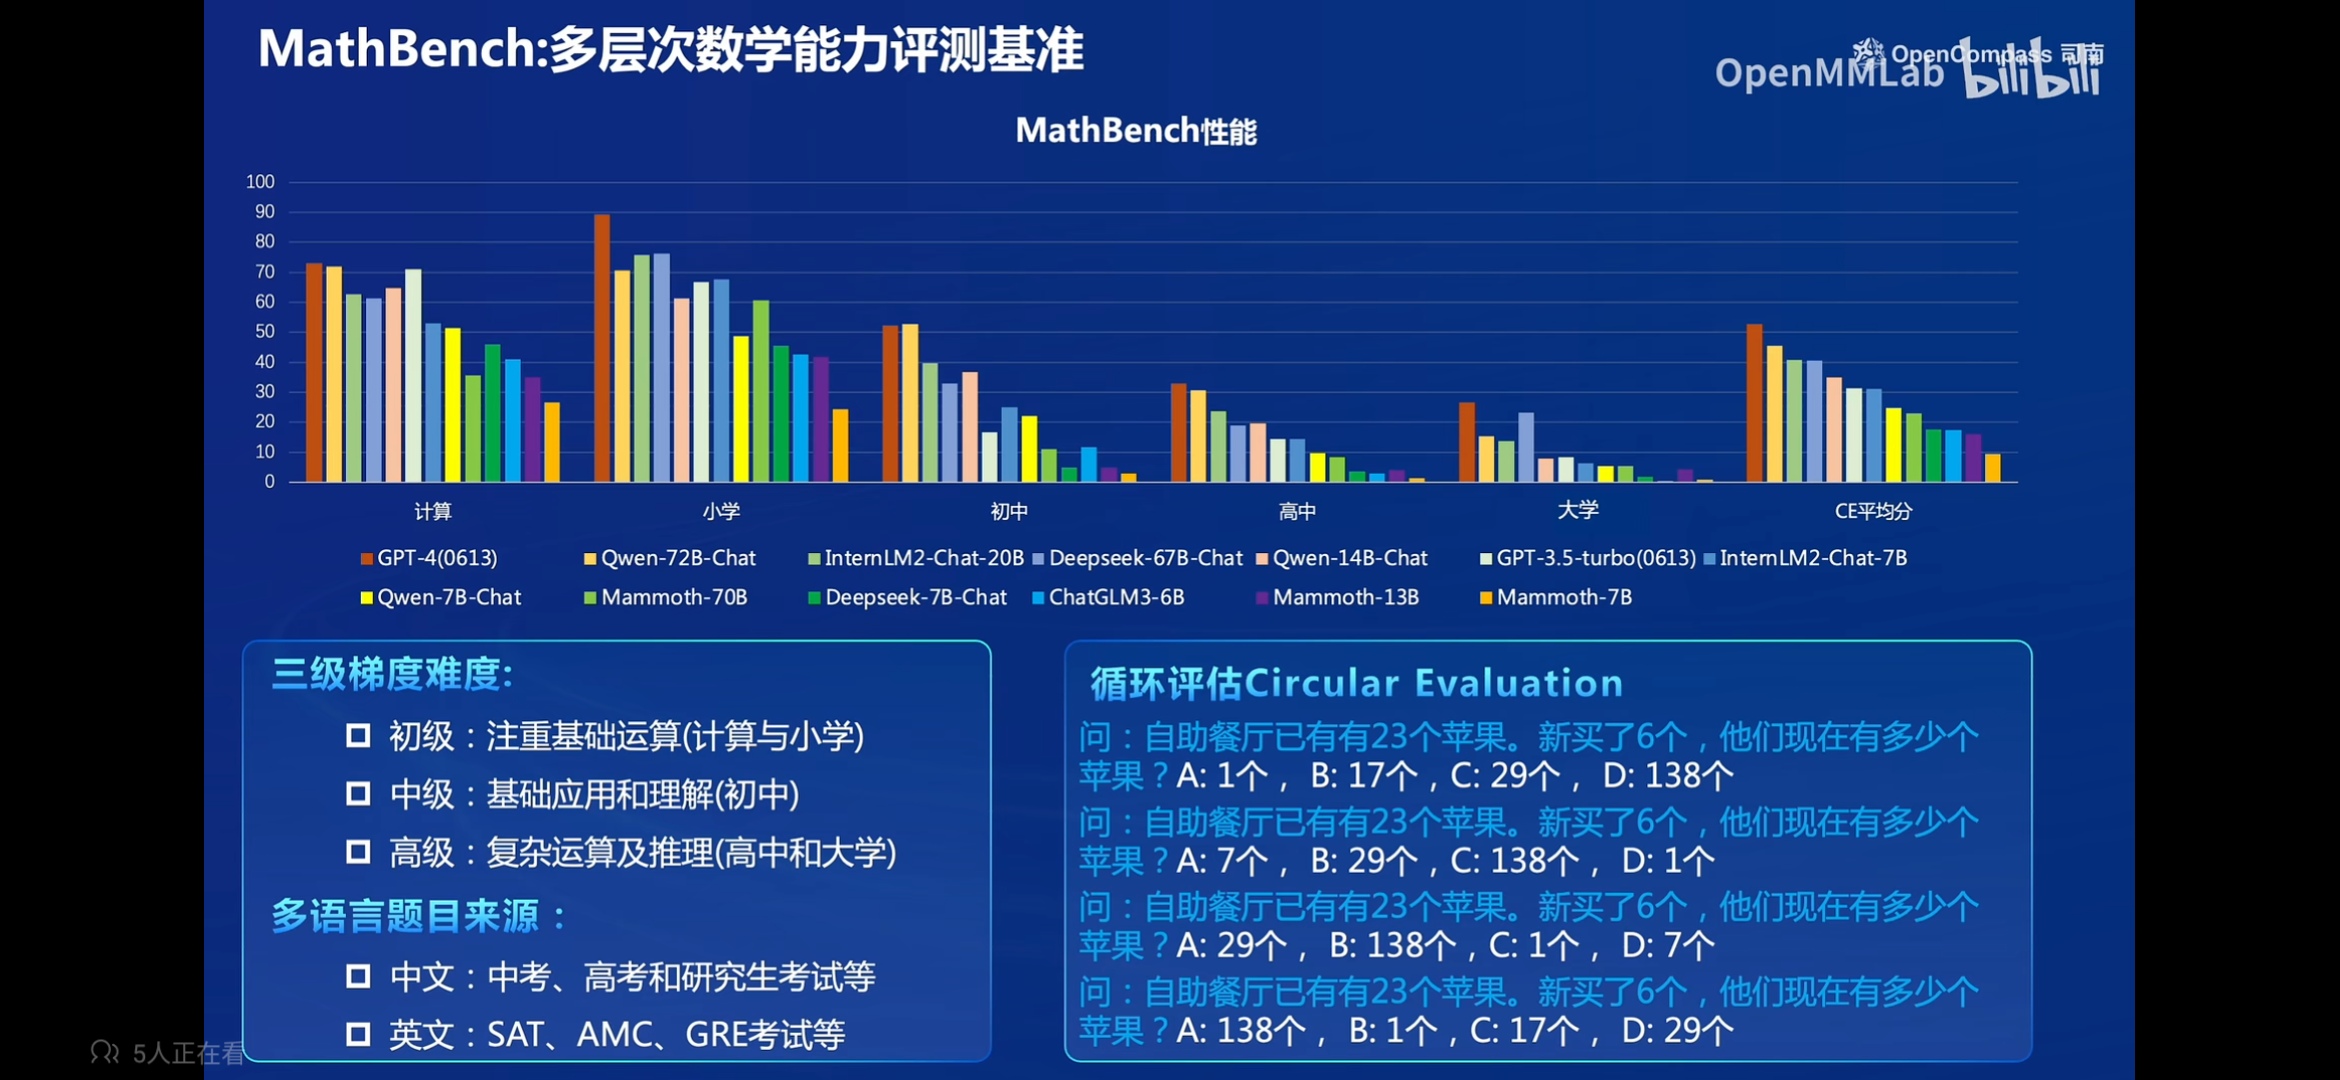 MathBench:多层次数学能力评测基准
OpenCompass 司南
OpenMMLab bilibili
MathBench性能
100
90
80
70
60
50
40
30
20
10
0
计算 小学 初中 高中 大学 CE平均分
GPT-4(0613) Qwen-72B-Chat InternLM2-Chat-20B Deepseek-67B-Chat Qwen-14B-Chat GPT-3.5-turbo(0613) InternLM2-Chat-7B
Qwen-7B-Chat Mammoth-70B Deepseek-7B-Chat ChatGLM3-6B Mammoth-13B Mammoth-7B
三级梯度难度:
初级：注重基础运算(计算与小学)
中级：基础应用和理解(初中)
高级：复杂运算及推理(高中和大学)
多语言题目来源：
中文：中考、高考和研究生考试等
英文：SAT、AMC、GRE考试等
循环评估Circular Evaluation
问：自助餐厅已有有23个苹果。新买了6个，他们现在有多少个
苹果？A: 1个， B: 17个，C: 29个， D: 138个
问：自助餐厅已有有23个苹果。新买了6个，他们现在有多少个
苹果？A: 7个， B: 29个，C: 138个， D: 1个
问：自助餐厅已有有23个苹果。新买了6个，他们现在有多少个
苹果？A: 29个， B: 138个，C: 1个， D: 7个
问：自助餐厅已有有23个苹果。新买了6个，他们现在有多少个
苹果？A: 138个， B: 1个，C: 17个， D: 29个
5人正在看